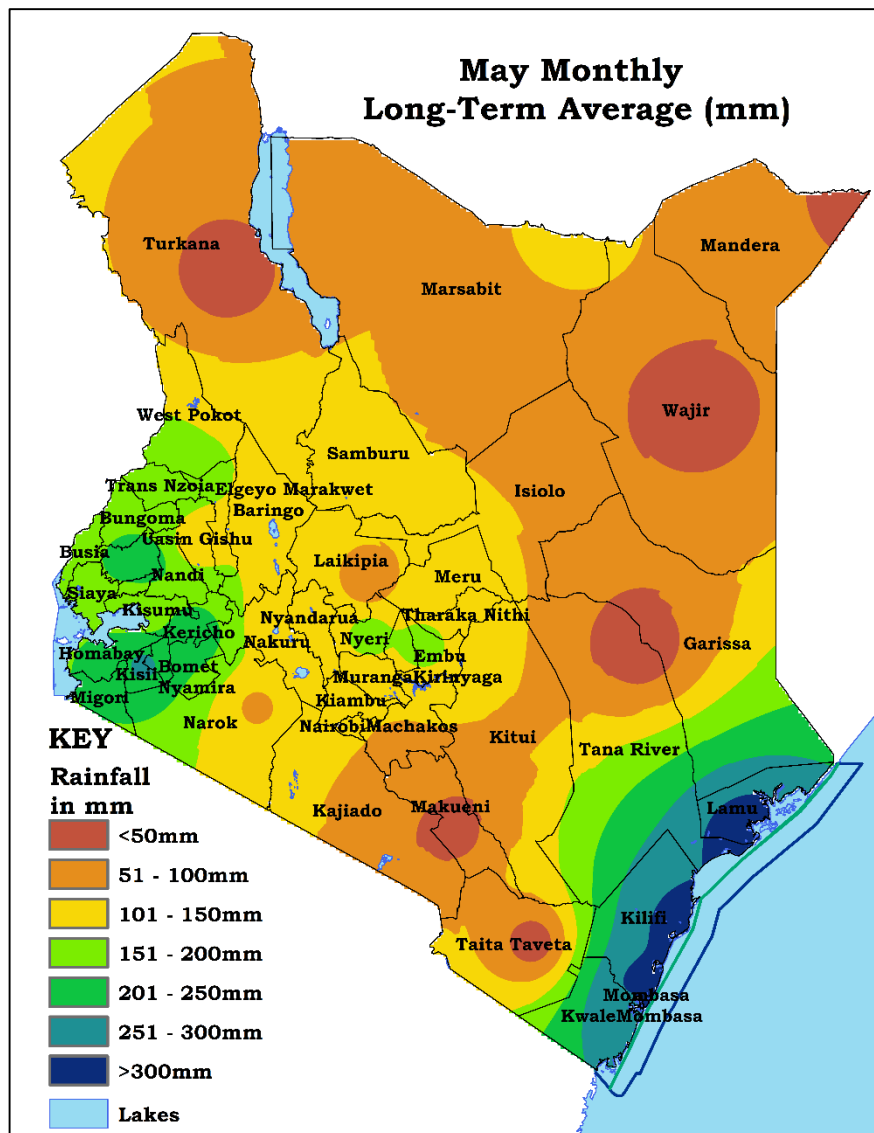 May Monthly
Long-Term Average (mm)
Turkana
Mandera
Marsabit
Wajir
West Pokot
Samburu
Trans Nzoia
Elgeyo Marakwet
Isiolo
Baringo
Bungoma
Uasin Gishu
Busia
Laikipia
Nandi
Meru
Siaya
Kisumu
Nyandarua
Tharaka Nithi
Kericho
Nyeri
Nakuru
Garissa
Homabay
Embu
Bomet
Kisii
Muranga
Kirinyaga
Nyamira
Migori
Kiambu
Narok
Nairobi
Machakos
Kitui
Tana River
KEY
Rainfall
in mm
Kajiado
Makueni
Lamu
<50mm
51 - 100mm
101 - 150mm
Kilifi
Taita Taveta
151 - 200mm
201 - 250mm
Mombasa
Kwale
Mombasa
251 - 300mm
>300mm
Lakes